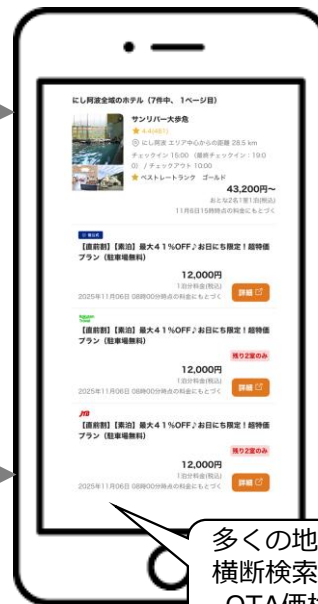 にし阿波全域のホテル（7件中、 1ページ目）
サンリバー大歩危
4.4(461)
にし阿波 エリア中心からの距離 28.5 km
チェックイン 15:00 （最終チェックイン：19:0
0） / チェックアウト 10:00
ベストレートランク ゴールド
43,200円〜
おとな2名1室1泊(税込)
11月6日15時時点の料金にもとづく
【直前割】【素泊】最大４１％OFF♪お日にち限定！超特価
プラン（駐車場無料）
12,000円
1泊分料金(税込)
2025年11月06日 08時00分時点の料金にもとづく
詳細
Rakuten Travel
【直前割】【素泊】最大４１％OFF♪お日にち限定！超特価
プラン（駐車場無料）
残り2室のみ
12,000円
1泊分料金(税込)
2025年11月06日 08時00分時点の料金にもとづく
詳細
JTB
【直前割】【素泊】最大４１％OFF♪お日にち限定！超特価
プラン（駐車場無料）
残り2室のみ
12,000円
1泊分料金(税込)
2025年11月06日 08時00分時点の料金にもとづく
詳細
多くの地
横断検索
OTA価格